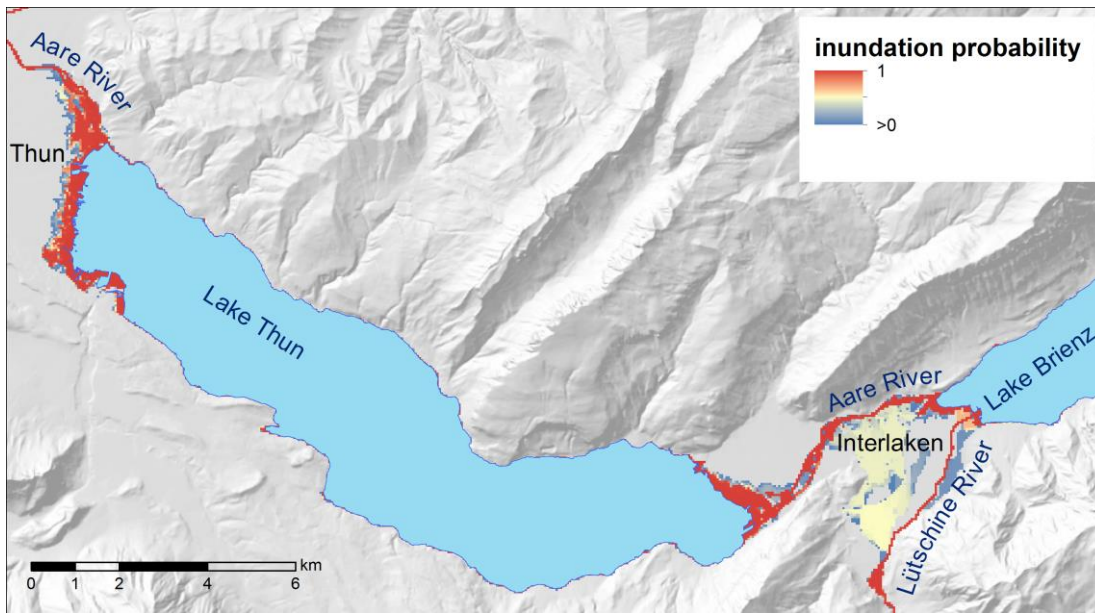 Aare River
inundation probability
1
>0
Thun
Lake Thun
Lake Brienz
Aare River
Interlaken
Lütschine River
km
0 1 2 4 6